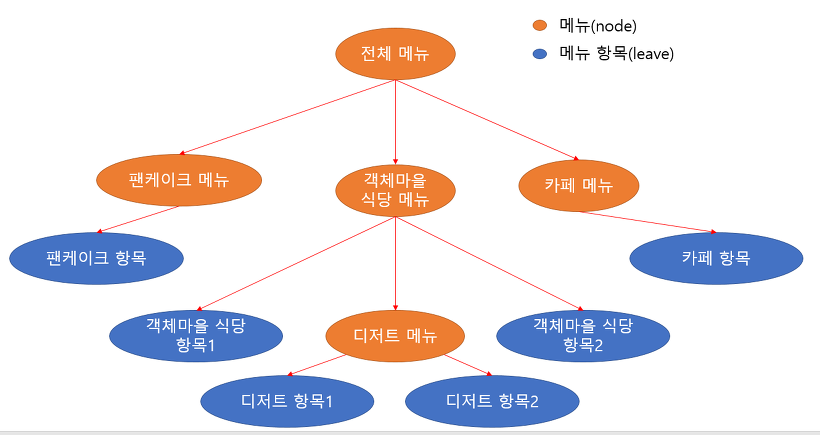 메뉴(node)
메뉴 항목(leave)
전체 메뉴
팬케이크 메뉴
객체마을
식당 메뉴
카페 메뉴
팬케이크 항목
카페 항목
객체마을 식당
항목1
디저트 메뉴
객체마을 식당
항목2
디저트 항목1
디저트 항목2